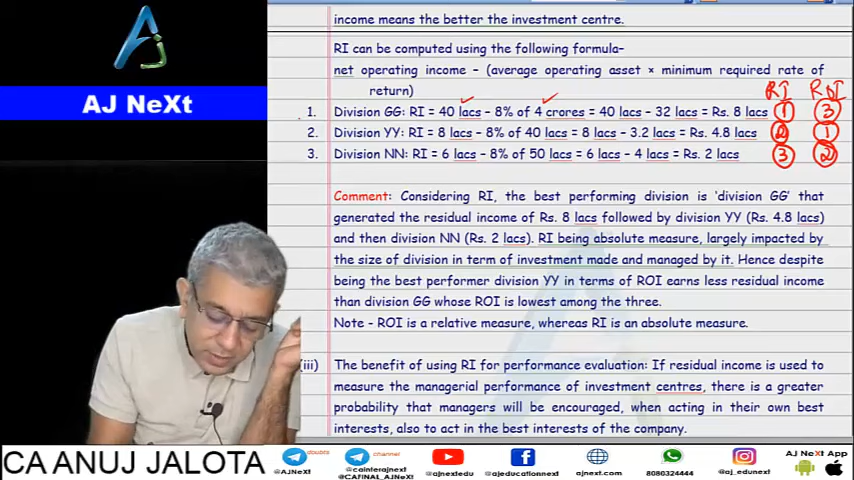 income means the better the investment centre.
RI can be computed using the following formula-
net operating income – (average operating asset × minimum required rate of
return)
RI ROI
1. Division GG: RI = 40 lacs – 8% of 4 crores = 40 lacs – 32 lacs = Rs. 8 lacs 1 3
2. Division YY: RI = 8 lacs – 8% of 40 lacs = 8 lacs – 3.2 lacs = Rs. 4.8 lacs 2 1
3. Division NN: RI = 6 lacs – 8% of 50 lacs = 6 lacs – 4 lacs = Rs. 2 lacs 3 2
Comment: Considering RI, the best performing division is 'division GG' that
generated the residual income of Rs. 8 lacs followed by division YY (Rs. 4.8 lacs)
and then division NN (Rs. 2 lacs). RI being absolute measure, largely impacted by
the size of division in term of investment made and managed by it. Hence despite
being the best performer division YY in terms of ROI earns less residual income
than division GG whose ROI is lowest among the three.
Note - ROI is a relative measure, whereas RI is an absolute measure.
(iii) The benefit of using RI for performance evaluation: If residual income is used to
measure the managerial performance of investment centres, there is a greater
probability that managers will be encouraged, when acting in their own best
interests, also to act in the best interests of the company.
AJ NeXt
CA ANUJ JALOTA
doubts
@AJNeXt
channel
@cainterajnext
@CAFINAL_AJNeXt
@ajnextedu
@ajeducationnext
www.ajnext.com
8080324444
@aj_edunext
AJ NeXt App